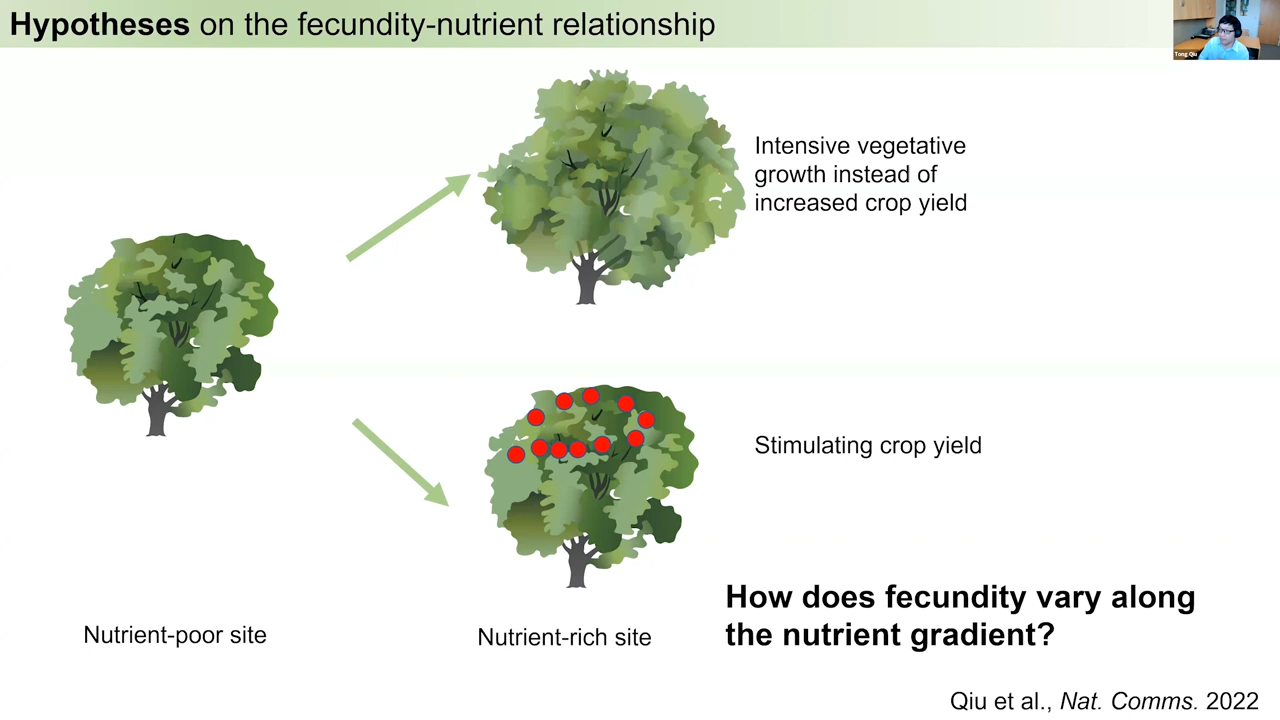 Hypotheses on the fecundity-nutrient relationship
Tong Qiu
Intensive vegetative
growth instead of
increased crop yield
Stimulating crop yield
How does fecundity vary along
the nutrient gradient?
Nutrient-poor site
Nutrient-rich site
Qiu et al., Nat. Comms. 2022